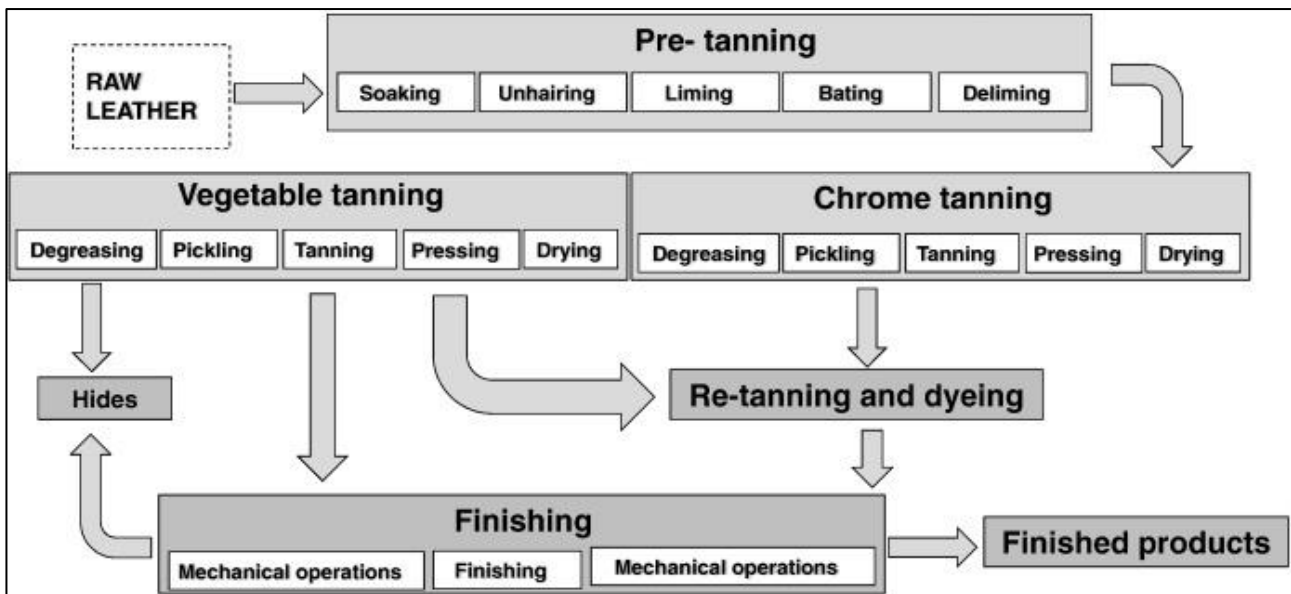 Pre- tanning
RAW
LEATHER
Soaking
Unhairing
Liming
Bating
Deliming
Vegetable tanning
Degreasing
Pickling
Tanning
Pressing
Drying
Chrome tanning
Degreasing
Pickling
Tanning
Pressing
Drying
Hides
Re-tanning and dyeing
Finishing
Mechanical operations
Finishing
Mechanical operations
Finished products